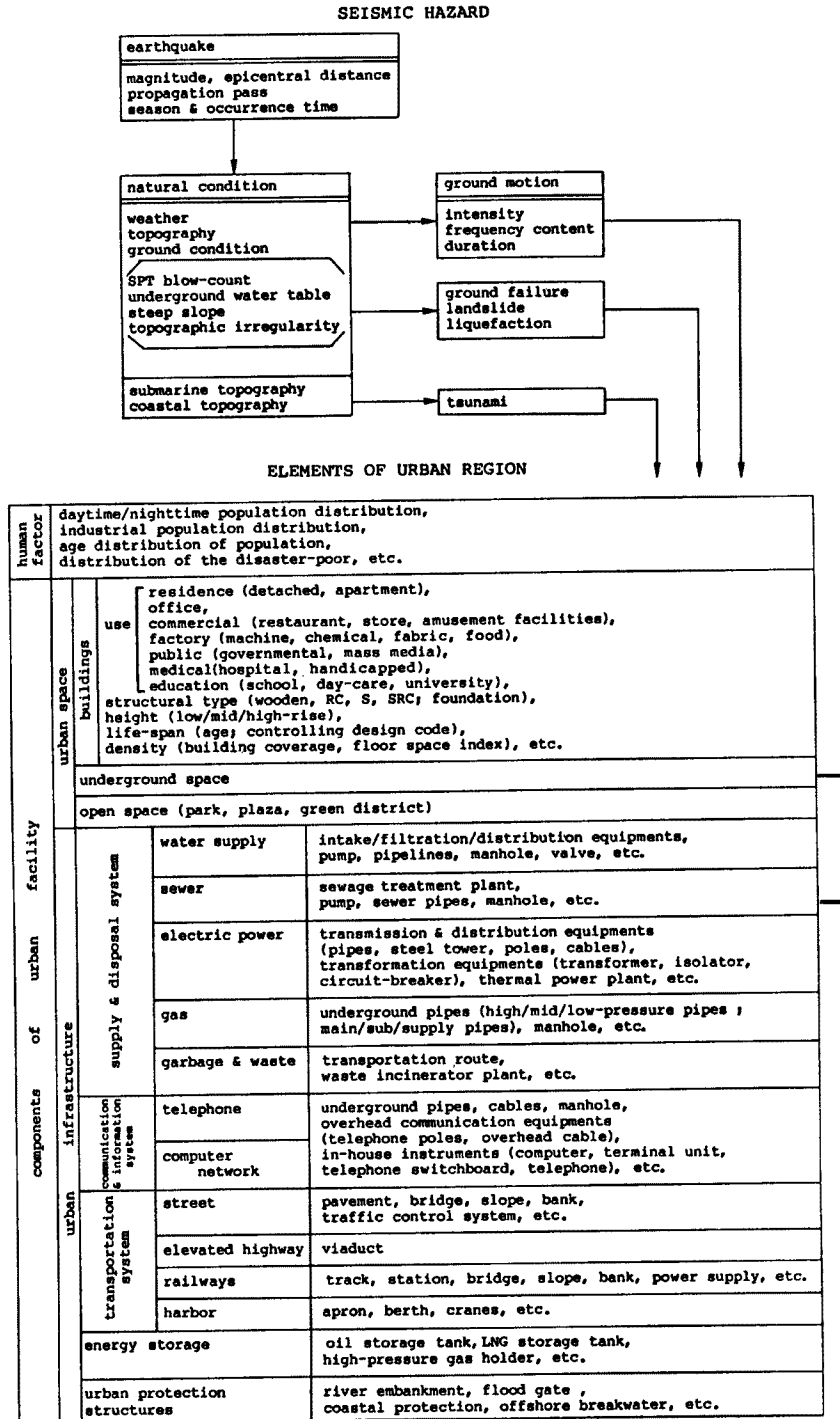 SEISMIC HAZARD
earthquake
magnitude, epicentral distance
propagation pass
season & occurrence time
natural condition
weather
topography
ground condition
SPT blow-count
underground water table
steep slope
topographic irregularity
submarine topography
coastal topography
ground motion
intensity
frequency content
duration
ground failure
landslide
liquefaction
tsunami
ELEMENTS OF URBAN REGION
human
factor
daytime/nighttime population distribution,
industrial population distribution,
age distribution of population,
distribution of the disaster-poor, etc.
components of urban facility
urban space
buildings
use
residence (detached, apartment),
office,
commercial (restaurant, store, amusement facilities),
factory (machine, chemical, fabric, food),
public (governmental, mass media),
medical(hospital, handicapped),
education (school, day-care, university),
structural type (wooden, RC, S, SRC; foundation),
height (low/mid/high-rise),
life-span (age; controlling design code),
density (building coverage, floor space index), etc.
underground space
open space (park, plaza, green district)
urban infrastructure
supply & disposal system
water supply
intake/filtration/distribution equipments,
pump, pipelines, manhole, valve, etc.
sewer
sewage treatment plant,
pump, sewer pipes, manhole, etc.
electric power
transmission & distribution equipments
(pipes, steel tower, poles, cables),
transformation equipments (transformer, isolator,
circuit-breaker), thermal power plant, etc.
gas
underground pipes (high/mid/low-pressure pipes ;
main/sub/supply pipes), manhole, etc.
garbage & waste
transportation route,
waste incinerator plant, etc.
communication
& information
system
telephone
computer
network
underground pipes, cables, manhole,
overhead communication equipments
(telephone poles, overhead cable),
in-house instruments (computer, terminal unit,
telephone switchboard, telephone), etc.
transportation
system
street
pavement, bridge, slope, bank,
traffic control system, etc.
elevated highway
viaduct
railways
track, station, bridge, slope, bank, power supply, etc.
harbor
apron, berth, cranes, etc.
energy storage
oil storage tank, LNG storage tank,
high-pressure gas holder, etc.
urban protection
structures
river embankment, flood gate ,
coastal protection, offshore breakwater, etc.